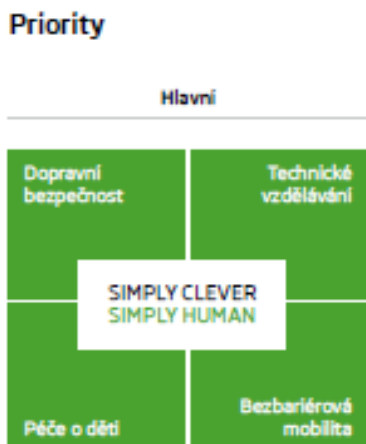 Priority
Hlavní
Dopravní
bezpečnost
Technické
vzdělávání
SIMPLY CLEVER
SIMPLY HUMAN
Péče o děti
Bezbariérová
mobilita